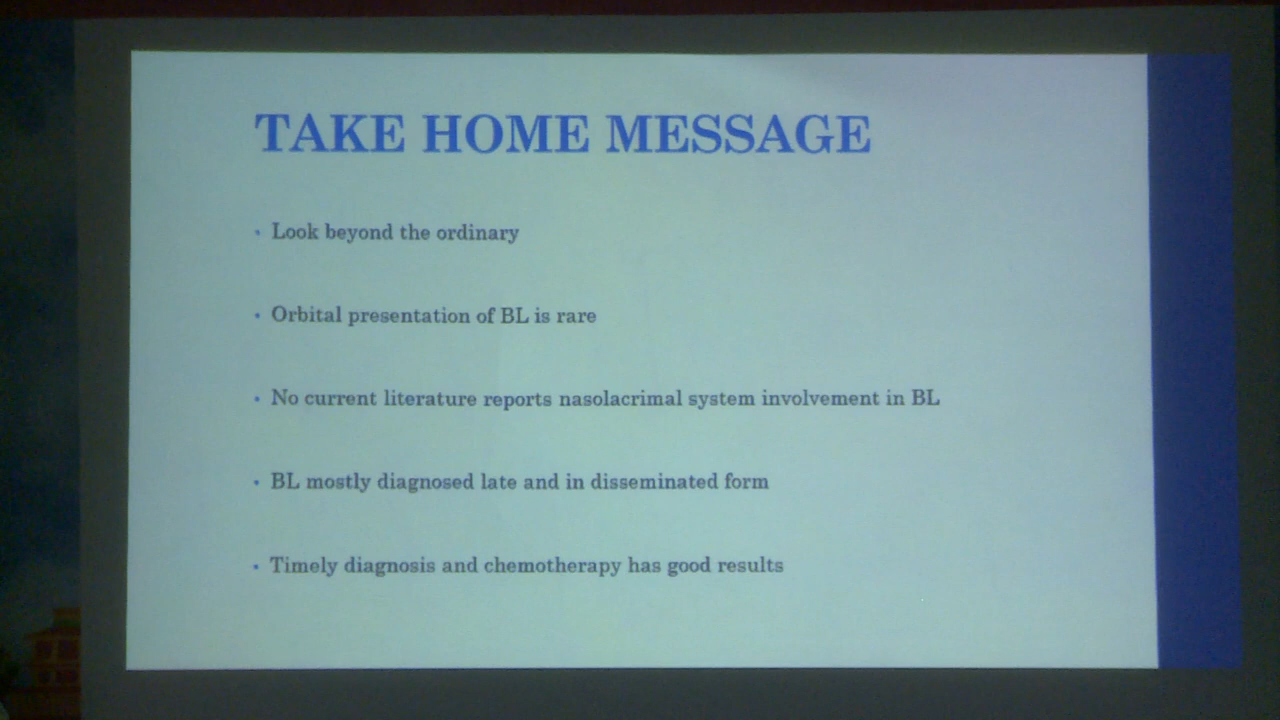 TAKE HOME MESSAGE
• Look beyond the ordinary
• Orbital presentation of BL is rare
• No current literature reports nasolacrimal system involvement in BL
• BL mostly diagnosed late and in disseminated form
• Timely diagnosis and chemotherapy has good results